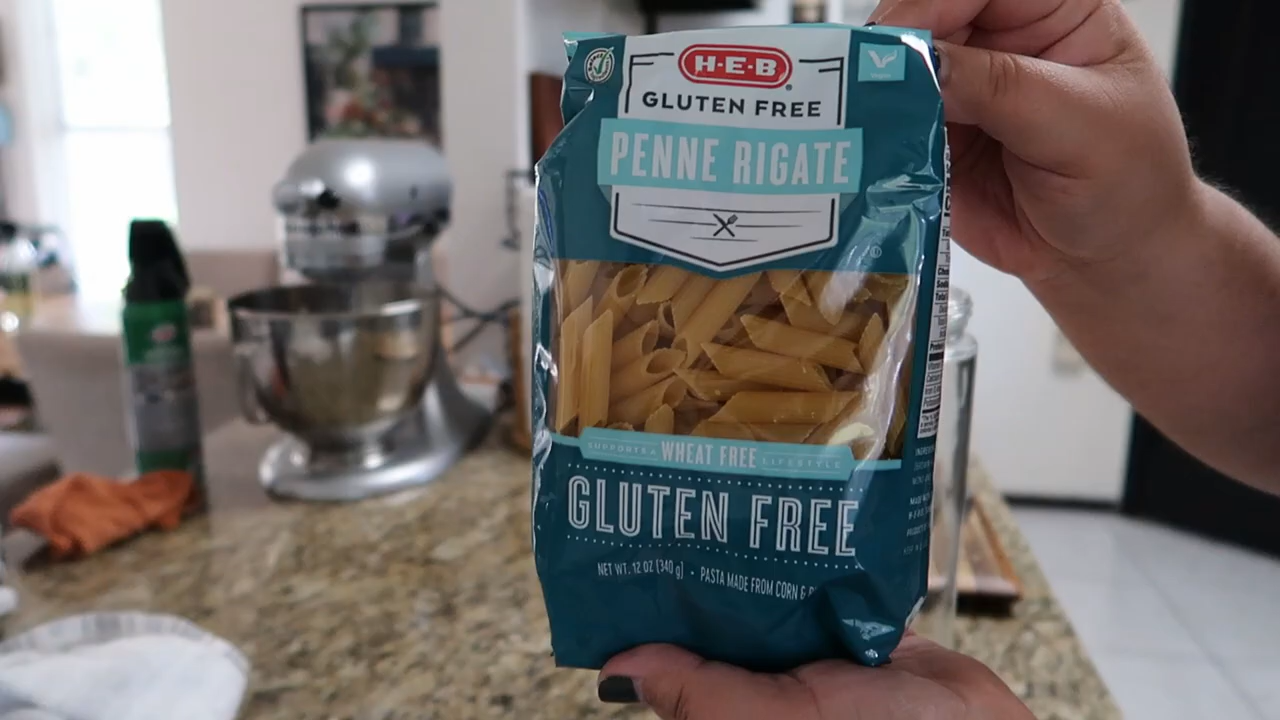 H-E-B
Vegan
GLUTEN FREE
PENNE RIGATE
SUPPORTS A WHEAT FREE LIFESTYLE
GLUTEN FREE
NET WT. 12 OZ (340 g) • PASTA MADE FROM CORN &